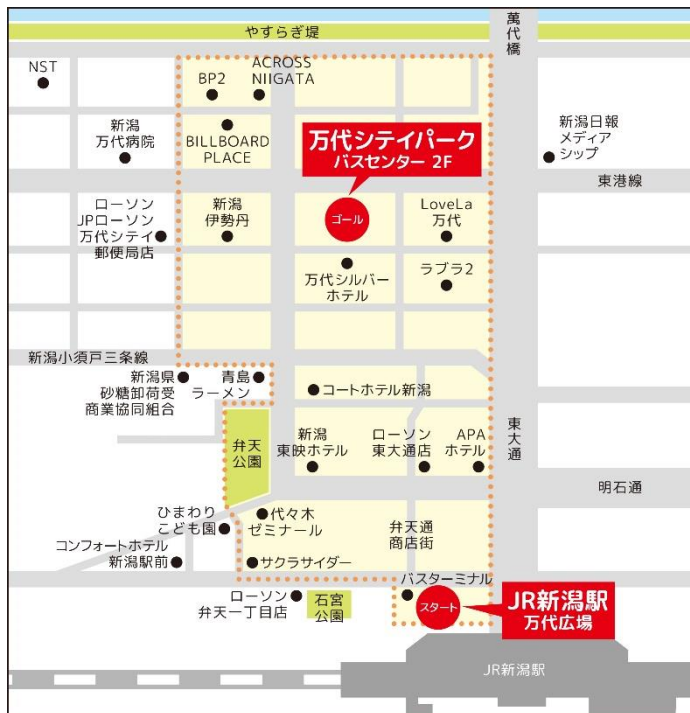 やすらぎ堤
萬代橋
NST
BP2
ACROSS
NIIGATA
新潟
万代病院
BILLBOARD
PLACE
万代シテイパーク
バスセンター 2F
新潟日報
メディア
シップ
東港線
ローソン
JPローソン
万代シテイ
郵便局店
新潟
伊勢丹
ゴール
LoveLa
万代
万代シルバー
ホテル
ラブラ2
新潟小須戸三条線
新潟県
砂糖卸荷受
商業協同組合
青島
ラーメン
コートホテル新潟
東大通
弁天
公園
新潟
東映ホテル
ローソン
東大通店
APA
ホテル
明石通
ひまわり
こども園
代々木
ゼミナール
弁天通
商店街
コンフォートホテル
新潟駅前
サクラサイダー
バスターミナル
ローソン
弁天一丁目店
石宮
公園
スタート
JR新潟駅
万代広場
JR新潟駅